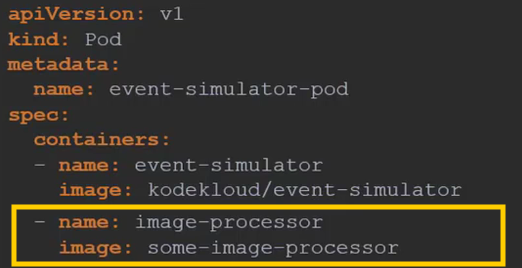 apiVersion: v1
kind: Pod
metadata:
  name: event-simulator-pod
spec:
  containers:
  - name: event-simulator
    image: kodekloud/event-simulator
  - name: image-processor
    image: some-image-processor